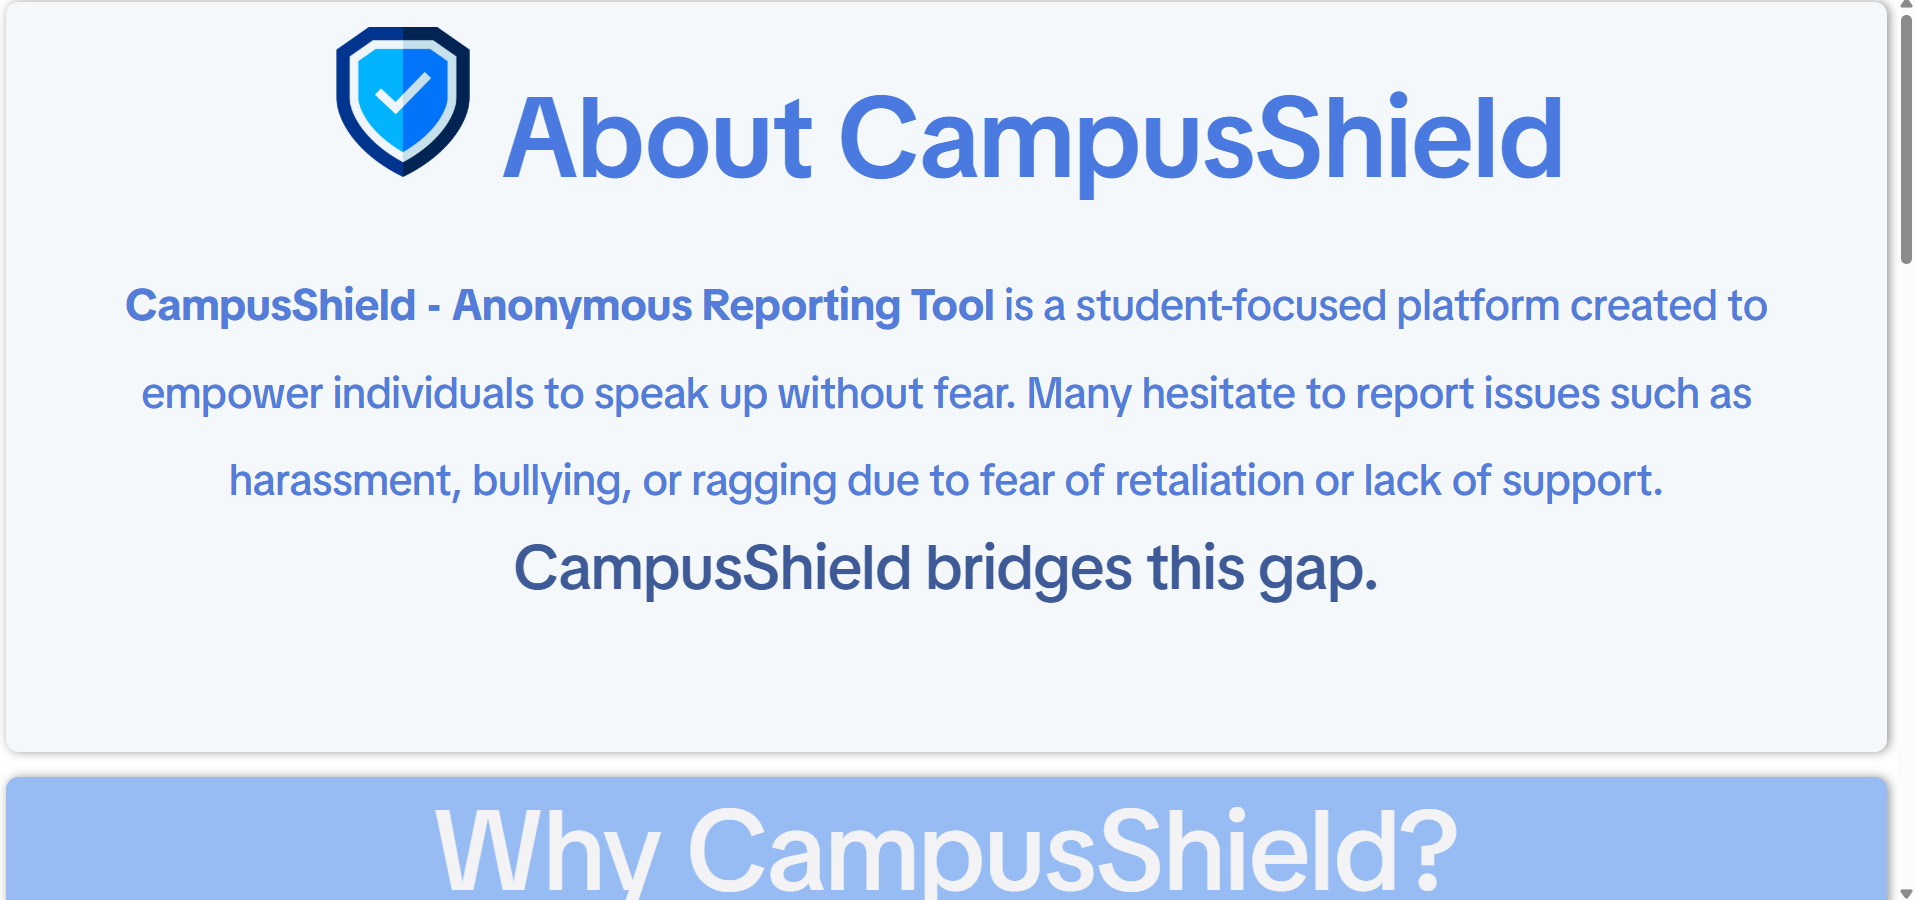 About CampusShield
CampusShield - Anonymous Reporting Tool is a student-focused platform created to
empower individuals to speak up without fear. Many hesitate to report issues such as
harassment, bullying, or ragging due to fear of retaliation or lack of support.
CampusShield bridges this gap.
Why CampusShield?